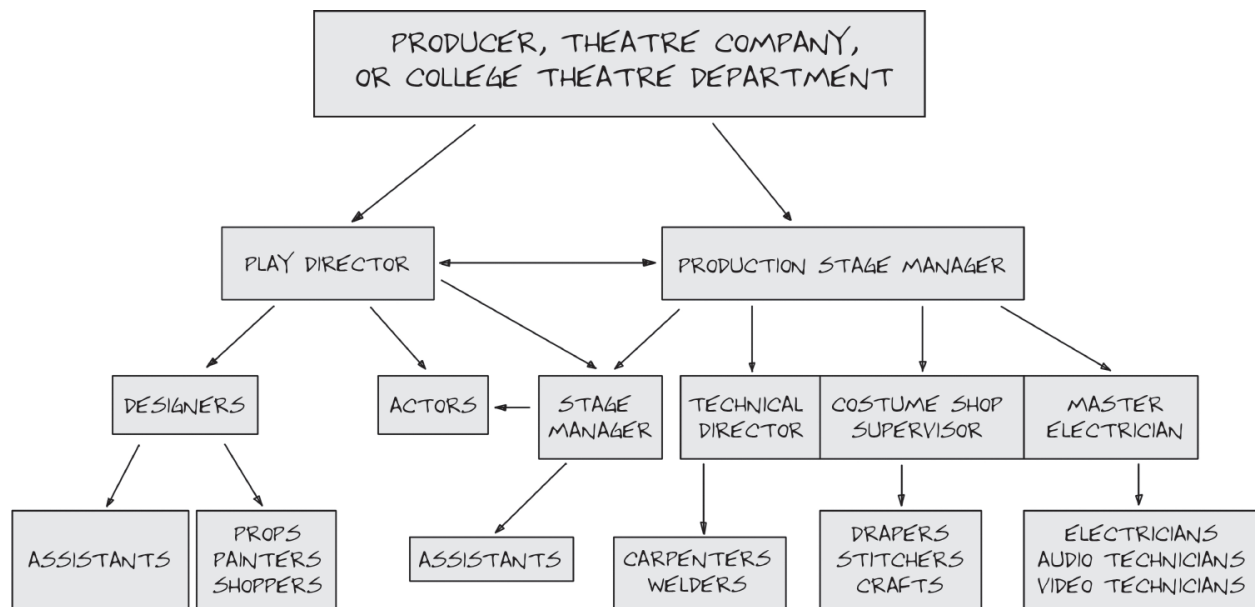 PRODUCER, THEATRE COMPANY,
OR COLLEGE THEATRE DEPARTMENT
PLAY DIRECTOR
PRODUCTION STAGE MANAGER
DESIGNERS
ACTORS
STAGE
MANAGER
TECHNICAL
DIRECTOR
COSTUME SHOP
SUPERVISOR
MASTER
ELECTRICIAN
ASSISTANTS
PROPS
PAINTERS
SHOPPERS
ASSISTANTS
CARPENTERS
WELDERS
DRAPERS
STITCHERS
CRAFTS
ELECTRICIANS
AUDIO TECHNICIANS
VIDEO TECHNICIANS